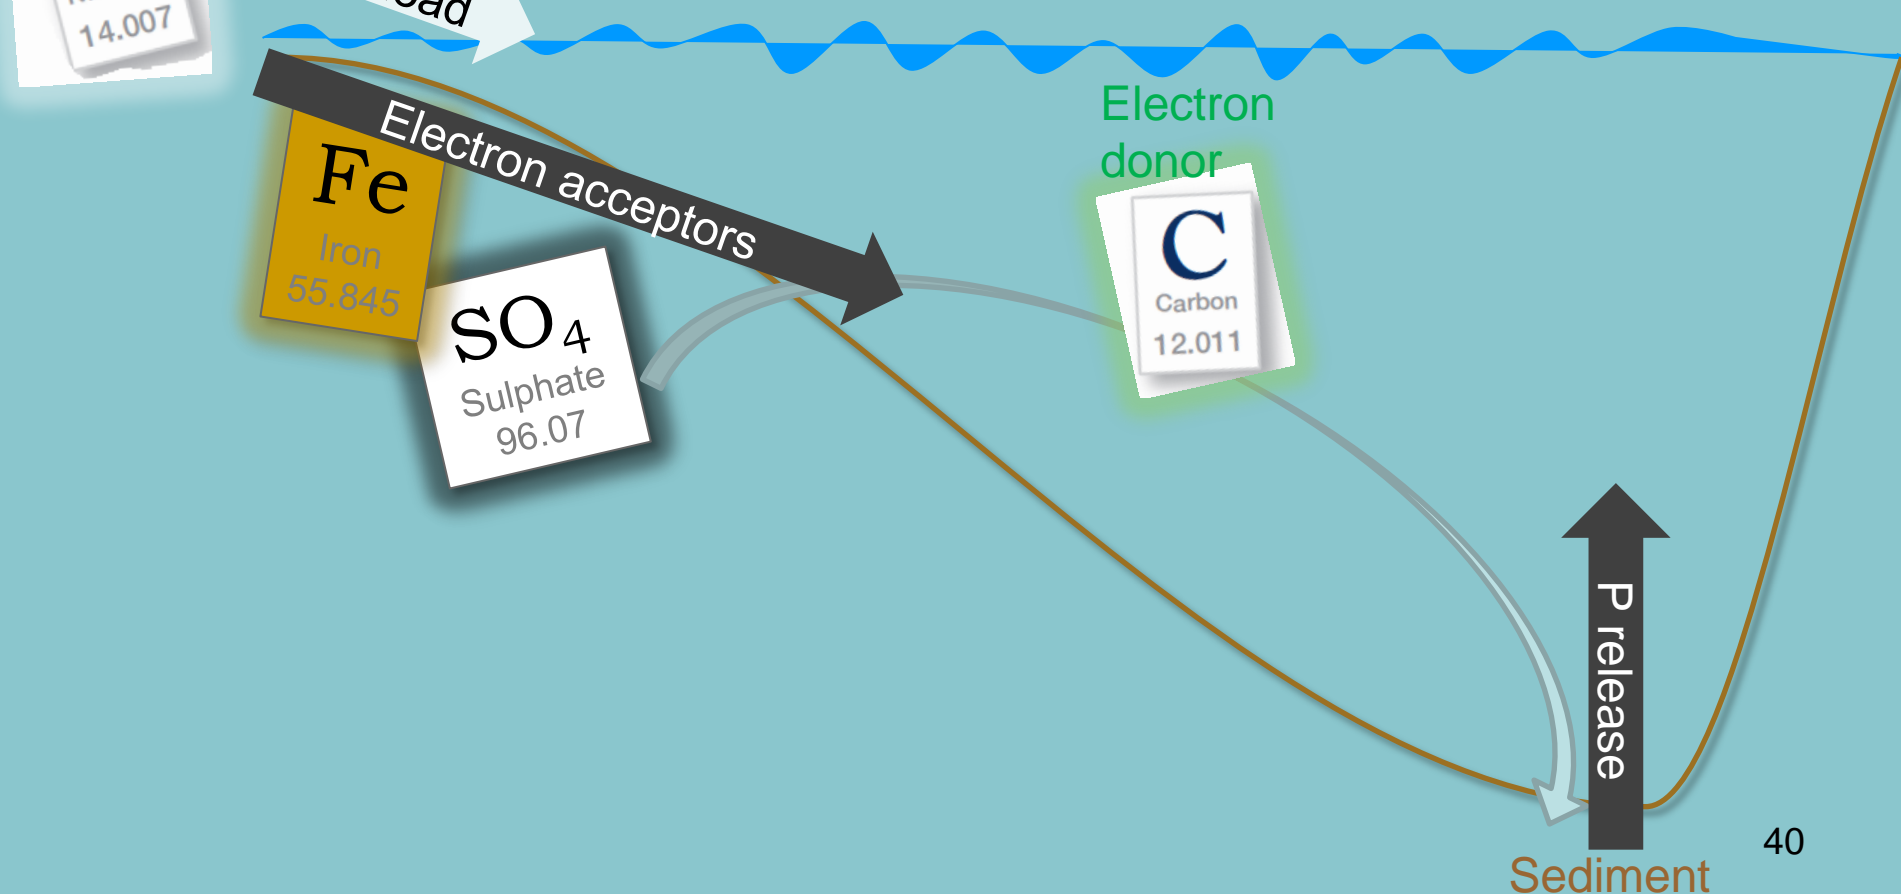 14.007
Electron acceptors
Fe
Iron
55.845
SO4
Sulphate
96.07
Electron
donor
C
Carbon
12.011
P release
40
Sediment